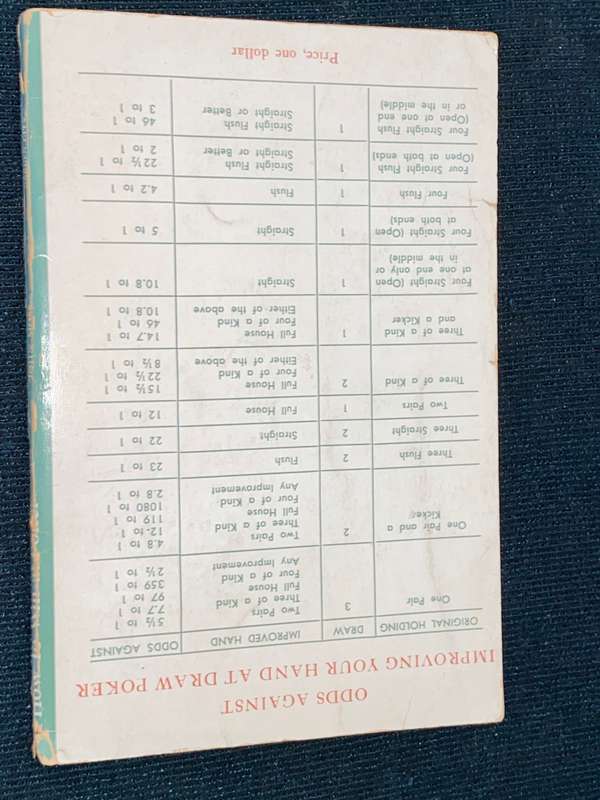 ODDS AGAINST
IMPROVING YOUR HAND AT DRAW POKER
ORIGINAL HOLDING DRAW IMPROVED HAND ODDS AGAINST
One Pair 3 Two Pairs 5½ to 1
Three of a Kind 7.7 to 1
Full House 97 to 1
Four of a Kind 359 to 1
Any Improvement 2½ to 1
One Pair and a Kicker 2 Two Pairs 4.8 to 1
Three of a Kind 12 to 1
Full House 119 to 1
Four of a Kind 1080 to 1
Any Improvement 2.8 to 1
Three Flush 2 Flush 23 to 1
Three Straight 2 Straight 22 to 1
Two Pairs 1 Full House 12 to 1
Three of a Kind 2 Full House 15½ to 1
Four of a Kind 22½ to 1
Either of the above 8½ to 1
Three of a Kind and a Kicker 1 Full House 14.7 to 1
Four of a Kind 46 to 1
Either of the above 10.8 to 1
Four Straight (Open at one end only or in the middle) 1 Straight 10.8 to 1
Four Straight (Open at both ends) 1 Straight 5 to 1
Four Flush 1 Flush 4.2 to 1
Four Straight Flush (Open at both ends) 1 Straight Flush 22½ to 1
Straight or Better 2 to 1
Four Straight Flush (Open at one end or in the middle) 1 Straight Flush 46 to 1
Straight or Better 3 to 1
Price, one dollar